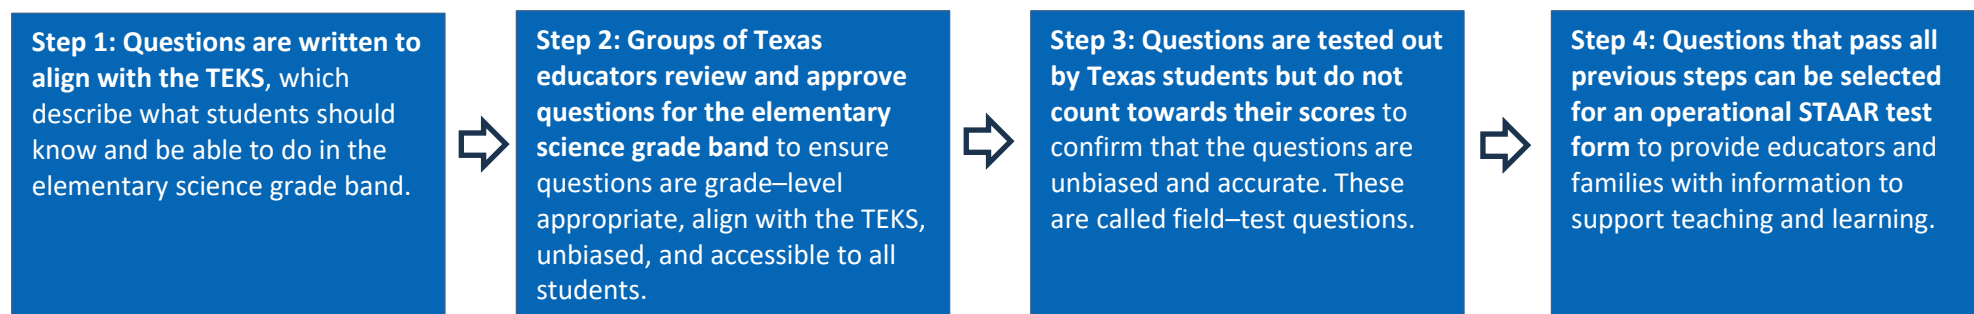 Step 1: Questions are written to
align with the TEKS, which
describe what students should
know and be able to do in the
elementary science grade band.
Step 2: Groups of Texas
educators review and approve
questions for the elementary
science grade band to ensure
questions are grade–level
appropriate, align with the TEKS,
unbiased, and accessible to all
students.
Step 3: Questions are tested out
by Texas students but do not
count towards their scores to
confirm that the questions are
unbiased and accurate. These
are called field–test questions.
Step 4: Questions that pass all
previous steps can be selected
for an operational STAAR test
form to provide educators and
families with information to
support teaching and learning.